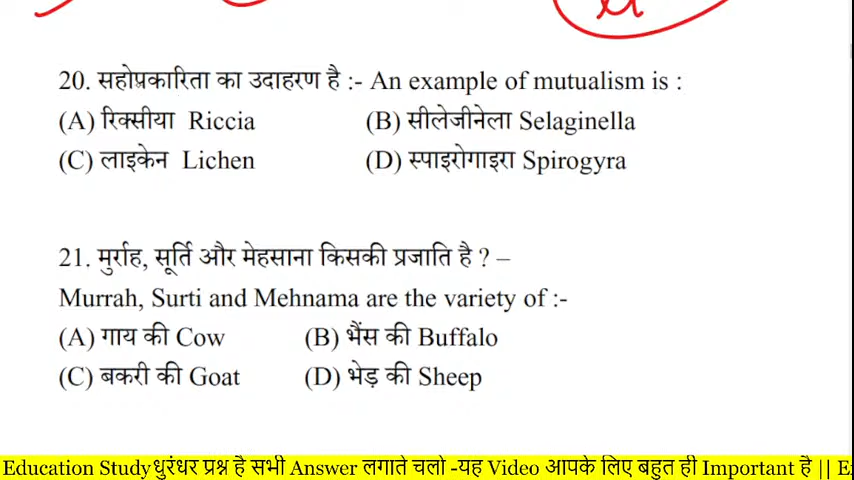 20. सहोप्रकारिता का उदाहरण है :- An example of mutualism is :
(A) रिक्सीया Riccia (B) सीलेजीनेला Selaginella
(C) लाइकेन Lichen (D) स्पाइरोगाइरा Spirogyra
21. मुर्राह, सूर्ति और मेहसाना किसकी प्रजाति है ? –
Murrah, Surti and Mehnama are the variety of :-
(A) गाय की Cow (B) भैंस की Buffalo
(C) बकरी की Goat (D) भेड़ की Sheep
Education Study धुरंधर प्रश्न है सभी Answer लगाते चलो -यह Video आपके लिए बहुत ही Important है ||